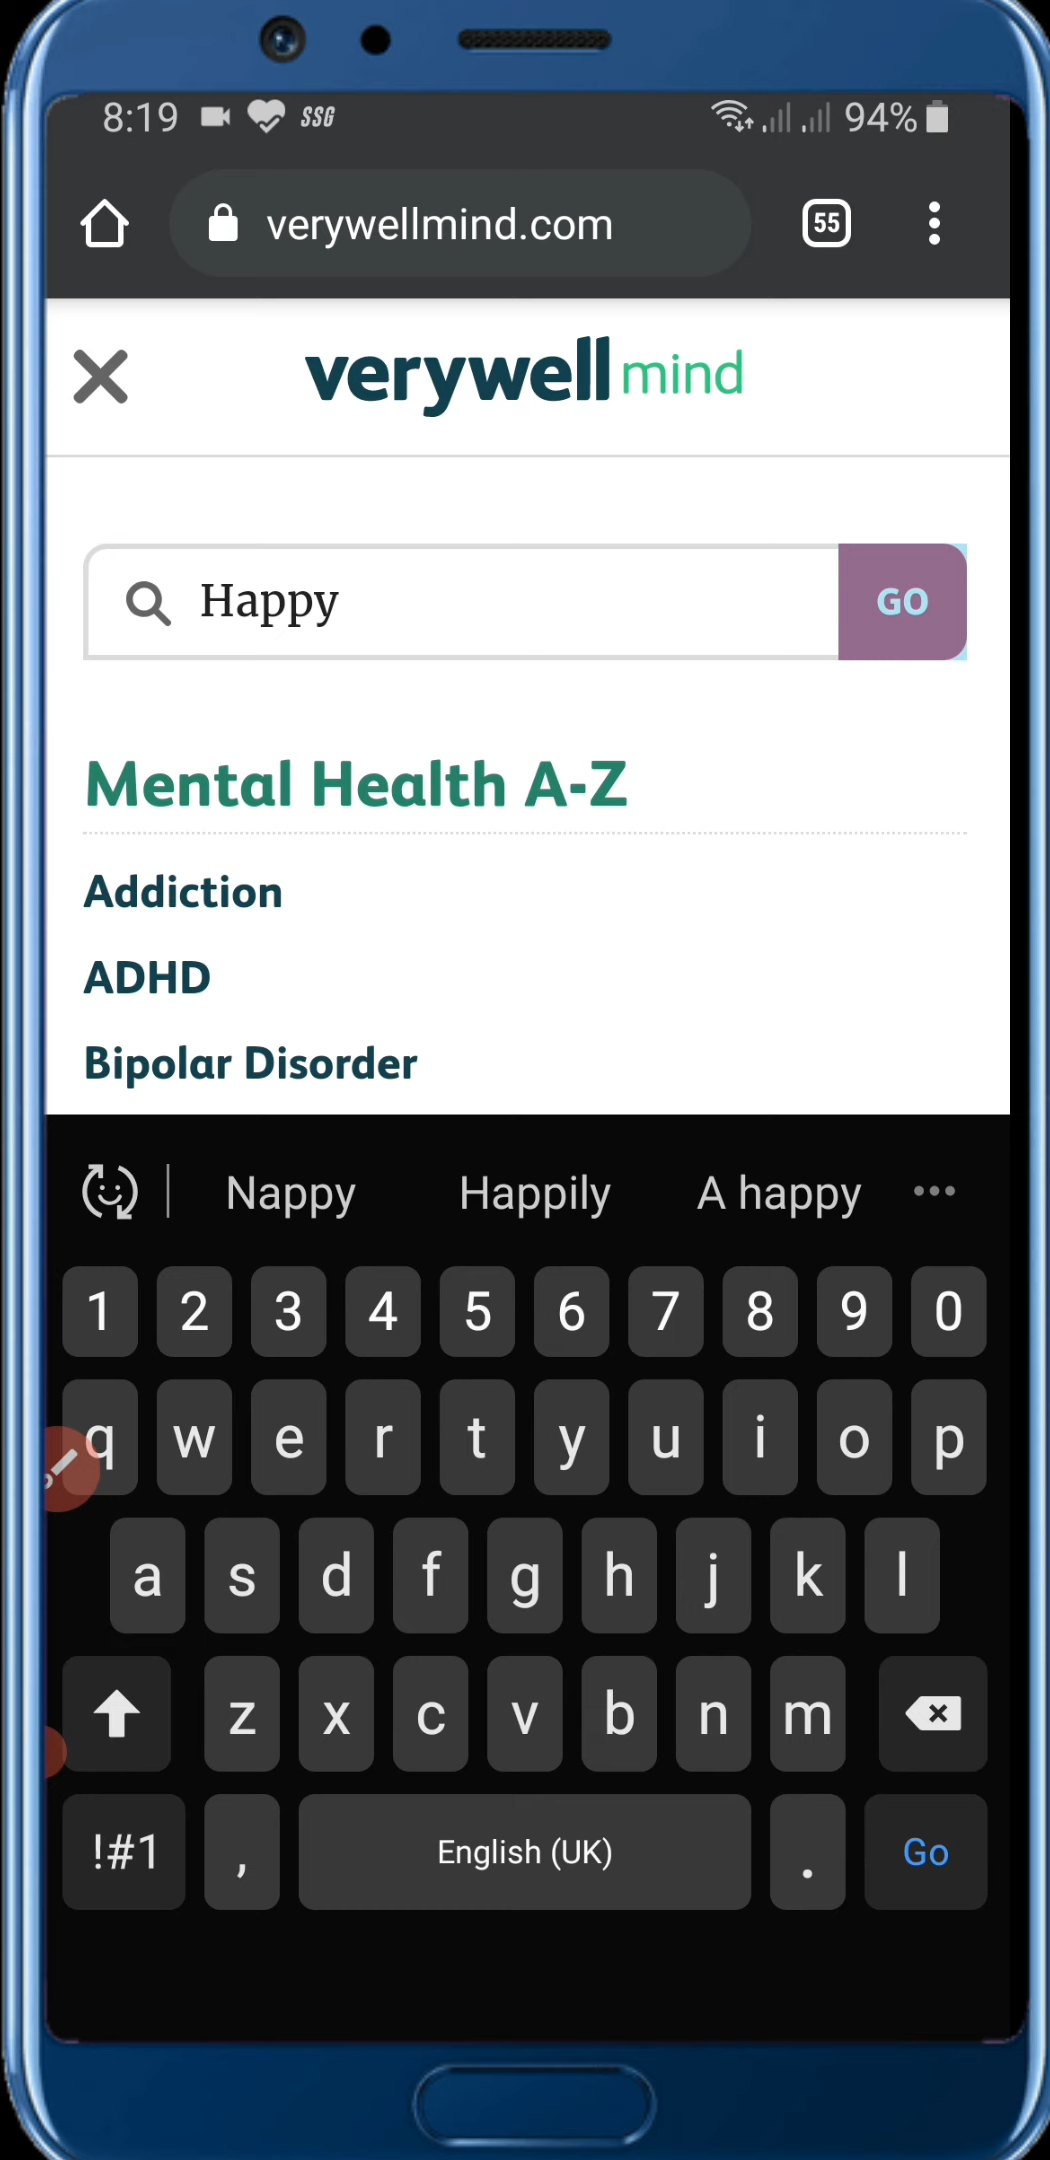 8:19 SSG 94%
verywellmind.com 55
verywell mind
Happy GO
Mental Health A-Z
Addiction
ADHD
Bipolar Disorder
Nappy Happily A happy
1 2 3 4 5 6 7 8 9 0
q w e r t y u i o p
a s d f g h j k l
z x c v b n m
!#1 , English (UK) . Go